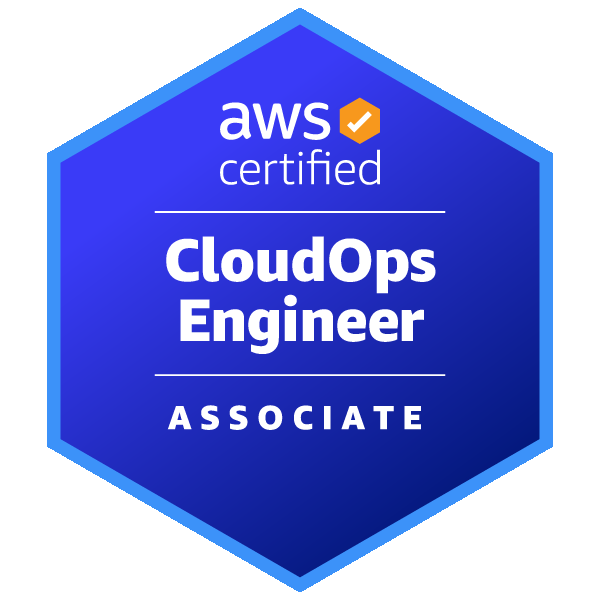 aws
certified
CloudOps
Engineer
ASSOCIATE